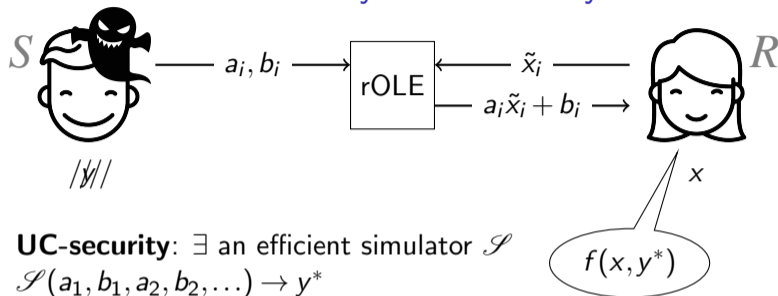 S
R
a_i, b_i
rOLE
x̃_i
a_i x̃_i + b_i
y
x
UC-security: ∃ an efficient simulator 𝒮
𝒮(a_1, b_1, a_2, b_2, …) → y*
f(x, y*)